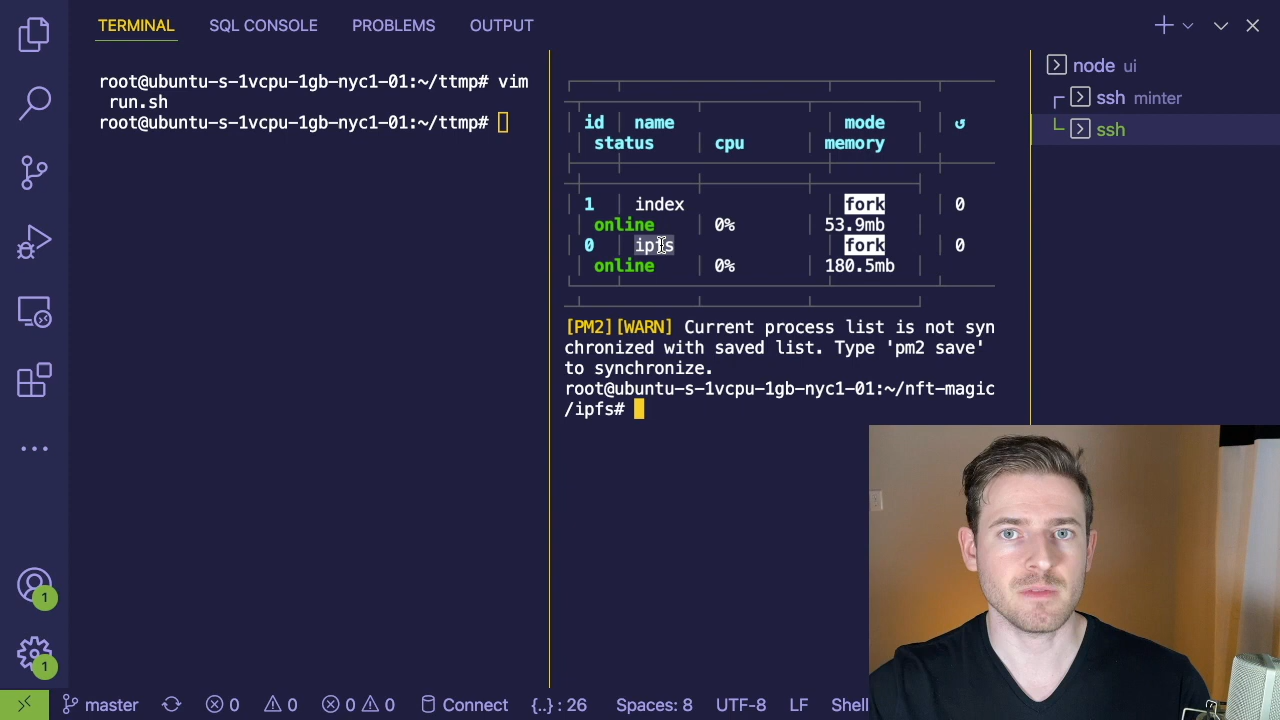 TERMINAL SQL CONSOLE PROBLEMS OUTPUT
root@ubuntu-s-1vcpu-1gb-nyc1-01:~/ttmp# vim
run.sh
root@ubuntu-s-1vcpu-1gb-nyc1-01:~/ttmp#
id name mode ↺
status cpu memory
1 index fork 0
online 0% 53.9mb
0 ipfs fork 0
online 0% 180.5mb
[PM2][WARN] Current process list is not syn
chronized with saved list. Type 'pm2 save'
to synchronize.
root@ubuntu-s-1vcpu-1gb-nyc1-01:~/nft-magic
/ipfs#
node ui
ssh minter
ssh
1
1
master 0 0 0 0 Connect {..} : 26 Spaces: 8 UTF-8 LF Shell